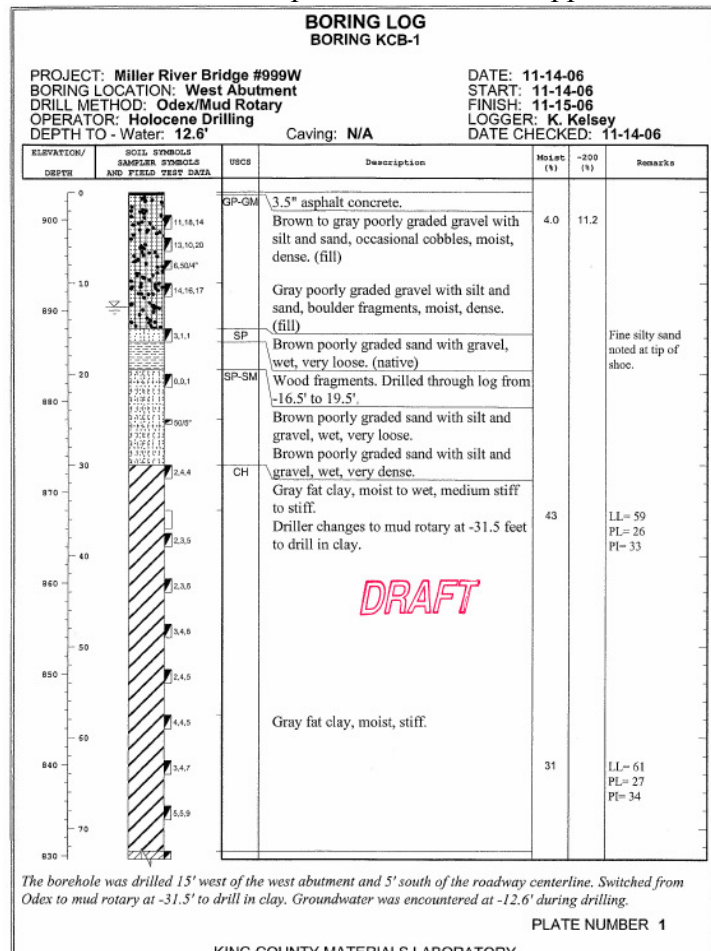 BORING LOG
BORING KCB-1
PROJECT: Miller River Bridge #999W
BORING LOCATION: West Abutment
DRILL METHOD: Odex/Mud Rotary
OPERATOR: Holocene Drilling
DEPTH TO - Water: 12.6' Caving: N/A
DATE: 11-14-06
START: 11-14-06
FINISH: 11-15-06
LOGGER: K. Kelsey
DATE CHECKED: 11-14-06
ELEVATION/ DEPTH
SOIL SYMBOLS SAMPLER SYMBOLS AND FIELD TEST DATA
USCS
Description
Moist (%)
-200 (%)
Remarks
0
GP-GM 3.5" asphalt concrete.
900 11,18,14 Brown to gray poorly graded gravel with 4.0 11.2
13,10,20 silt and sand, occasional cobbles, moist,
6,50/4" dense. (fill)
10 14,16,17 Gray poorly graded gravel with silt and
890 sand, boulder fragments, moist, dense.
(fill)
3,1,1 SP Fine silty sand
Brown poorly graded sand with gravel, noted at tip of
wet, very loose. (native) shoe.
20 0,0,1 SP-SM Wood fragments. Drilled through log from
880 -16.5' to 19.5'.
50/6" Brown poorly graded sand with silt and
gravel, wet, very loose.
Brown poorly graded sand with silt and
30 2,4,4 CH gravel, wet, very dense.
870 Gray fat clay, moist to wet, medium stiff
to stiff. 43 LL= 59
Driller changes to mud rotary at -31.5 feet PL= 26
2,3,5 to drill in clay. PI= 33
40
860 2,3,6
DRAFT
3,4,6
50
850 2,4,5
4,4,5 Gray fat clay, moist, stiff.
60
840 3,4,7 31 LL= 61
PL= 27
PI= 34
5,5,9
70
830
The borehole was drilled 15' west of the west abutment and 5' south of the roadway centerline. Switched from
Odex to mud rotary at -31.5' to drill in clay. Groundwater was encountered at -12.6' during drilling.
PLATE NUMBER 1
KING COUNTY MATERIALS LABORATORY